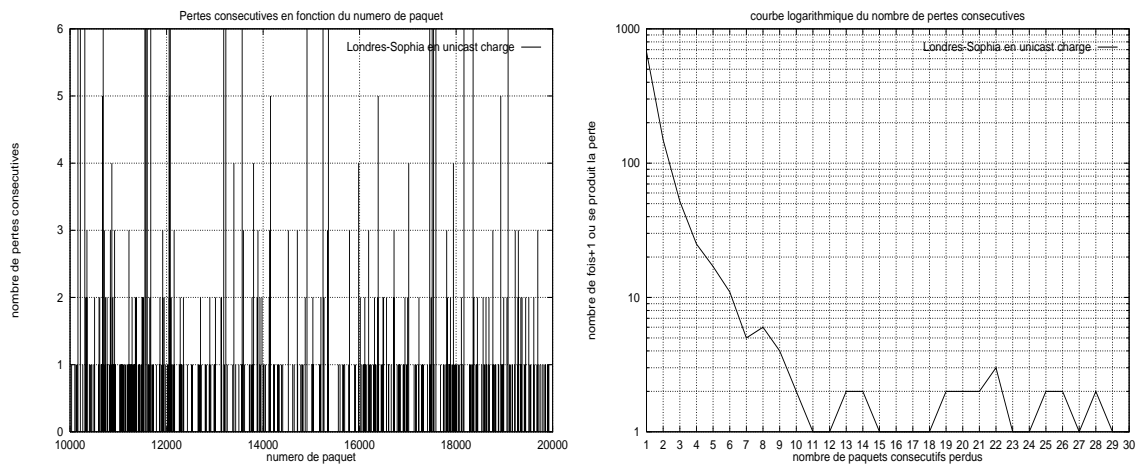 Pertes consecutives en fonction du numero de paquet
Londres-Sophia en unicast charge
nombre de pertes consecutives
6
5
4
3
2
1
0
10000 12000 14000 16000 18000 20000
numero de paquet
courbe logarithmique du nombre de pertes consecutives
Londres-Sophia en unicast charge
nombre de fois+1 ou se produit la perte
1000
100
10
1
1 2 3 4 5 6 7 8 9 10 11 12 13 14 15 16 17 18 19 20 21 22 23 24 25 26 27 28 29 30
nombre de paquets consecutifs perdus